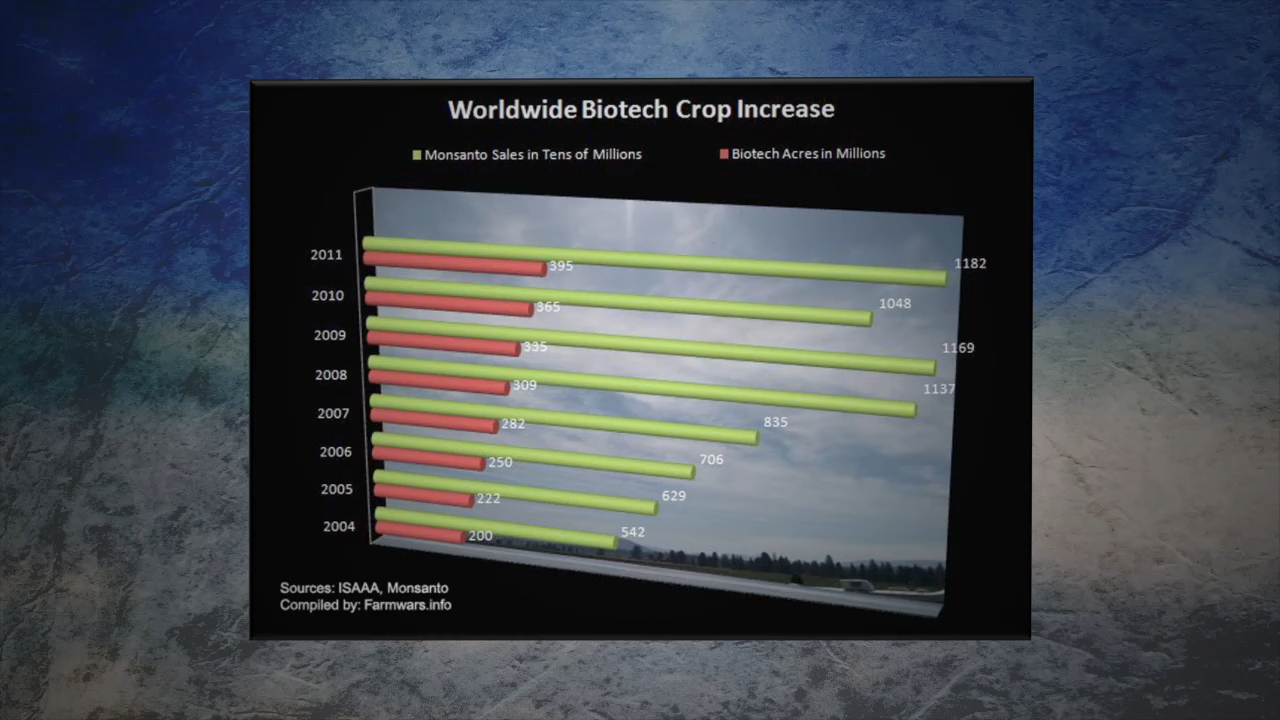 Worldwide Biotech Crop Increase
Monsanto Sales in Tens of Millions Biotech Acres in Millions
2011 395 1182
2010 365 1048
2009 335 1169
2008 309 1137
2007 282 835
2006 250 706
2005 222 629
2004 200 542
Sources: ISAAA, Monsanto
Compiled by: Farmwars.info